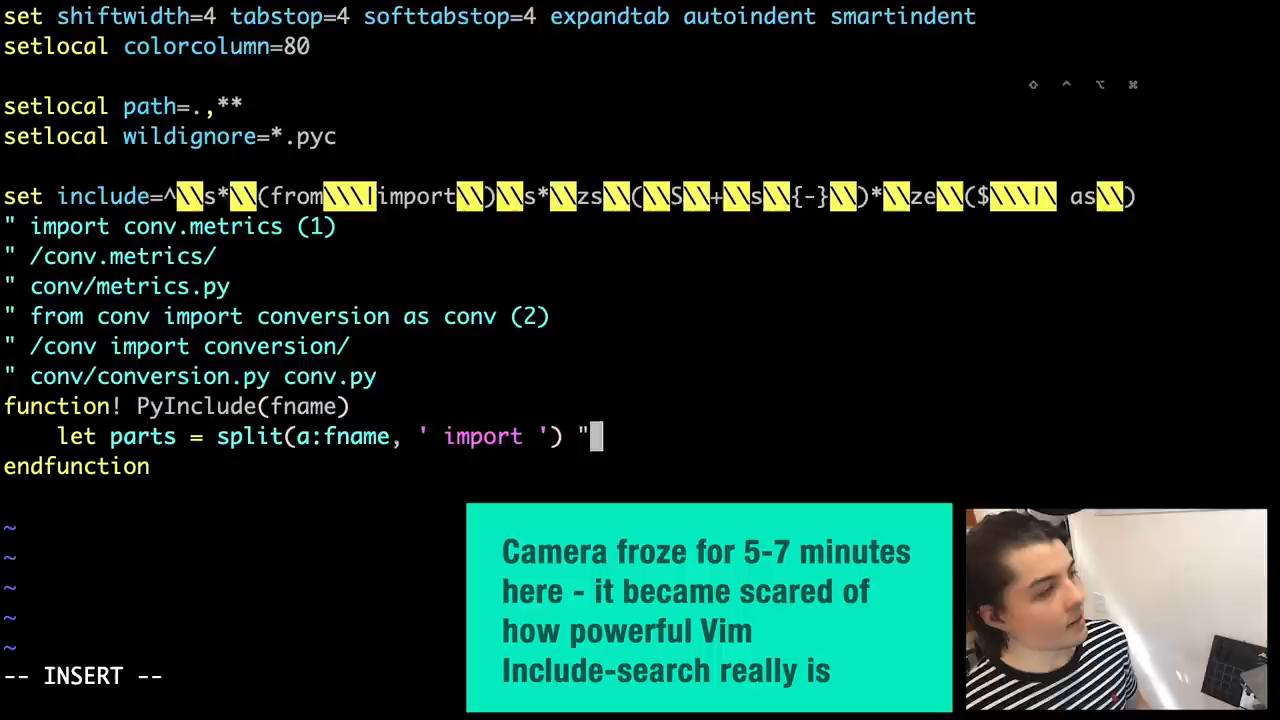 set shiftwidth=4 tabstop=4 softtabstop=4 expandtab autoindent smartindent
setlocal colorcolumn=80
⇧ ^ ⌥ ⌘
setlocal path=.,**
setlocal wildignore=*.pyc
set include=^\\s*\\(from\\\|import\\)\\s*\\zs\\(\\S\\+\\s\\{-}\\)*\\ze\\($\\\|\ as\\)
" import conv.metrics (1)
" /conv.metrics/
" conv/metrics.py
" from conv import conversion as conv (2)
" /conv import conversion/
" conv/conversion.py conv.py
function! PyInclude(fname)
    let parts = split(a:fname, ' import ') "
endfunction
~
~
~
~
~
-- INSERT --
Camera froze for 5-7 minutes
here - it became scared of
how powerful Vim
Include-search really is